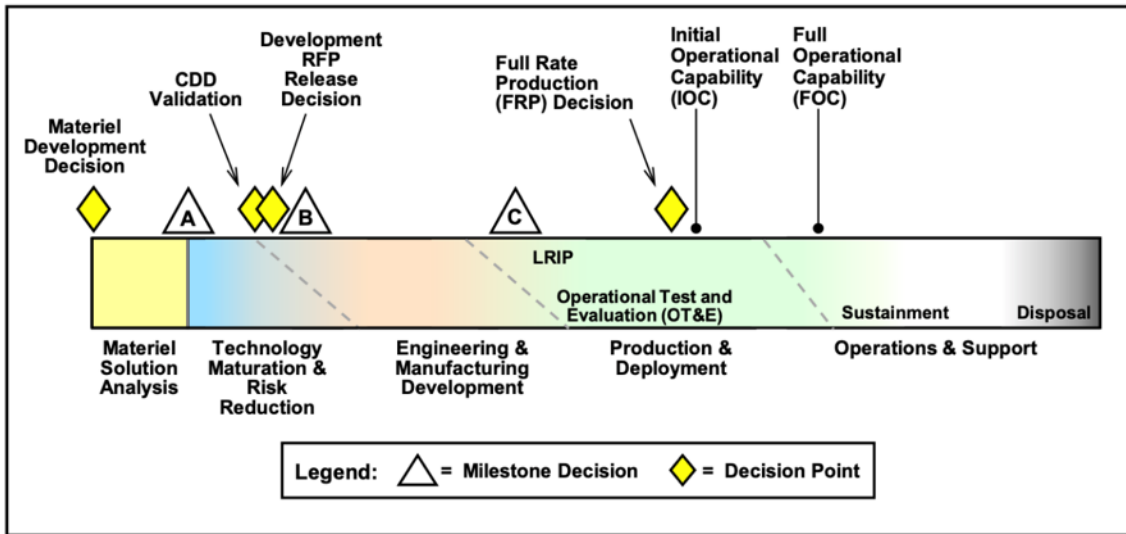 Materiel
Development
Decision
CDD
Validation
Development
RFP
Release
Decision
Full Rate
Production
(FRP) Decision
Initial
Operational
Capability
(IOC)
Full
Operational
Capability
(FOC)
A
B
C
LRIP
Operational Test and
Evaluation (OT&E)
Sustainment
Disposal
Materiel
Solution
Analysis
Technology
Maturation &
Risk
Reduction
Engineering &
Manufacturing
Development
Production &
Deployment
Operations & Support
Legend: = Milestone Decision = Decision Point